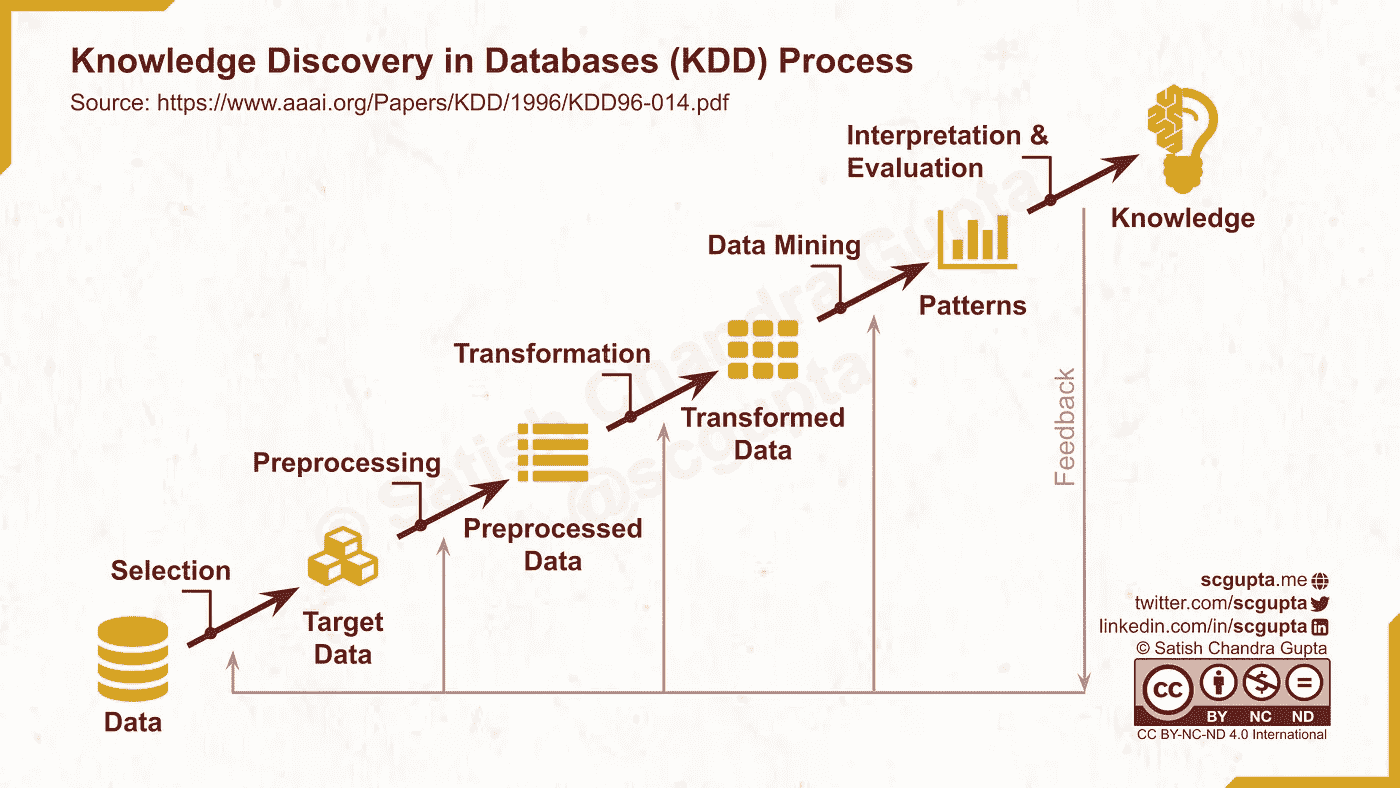 Knowledge Discovery in Databases (KDD) Process
Source: https://www.aaai.org/Papers/KDD/1996/KDD96-014.pdf
Interpretation &
Evaluation
Knowledge
Data Mining
Patterns
Transformation
Transformed
Data
Preprocessing
Preprocessed
Data
Selection
Target
Data
Data
Feedback
© Satish Chandra Gupta
@scgupta
scgupta.me
twitter.com/scgupta
linkedin.com/in/scgupta
in
© Satish Chandra Gupta
CC
BY NC ND
CC BY-NC-ND 4.0 International